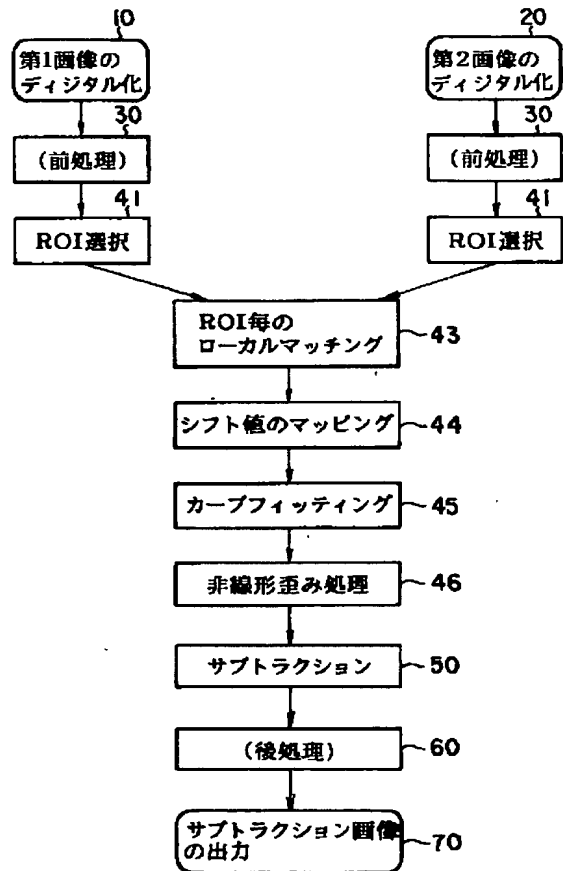 10
第1画像の
ディジタル化
30
(前処理)
41
ROI選択
20
第2画像の
ディジタル化
30
(前処理)
41
ROI選択
ROI毎の
ローカルマッチング
43
シフト値のマッピング
44
カーブフィッティング
45
非線形歪み処理
46
サブトラクション
50
(後処理)
60
サブトラクション画像
の出力
70